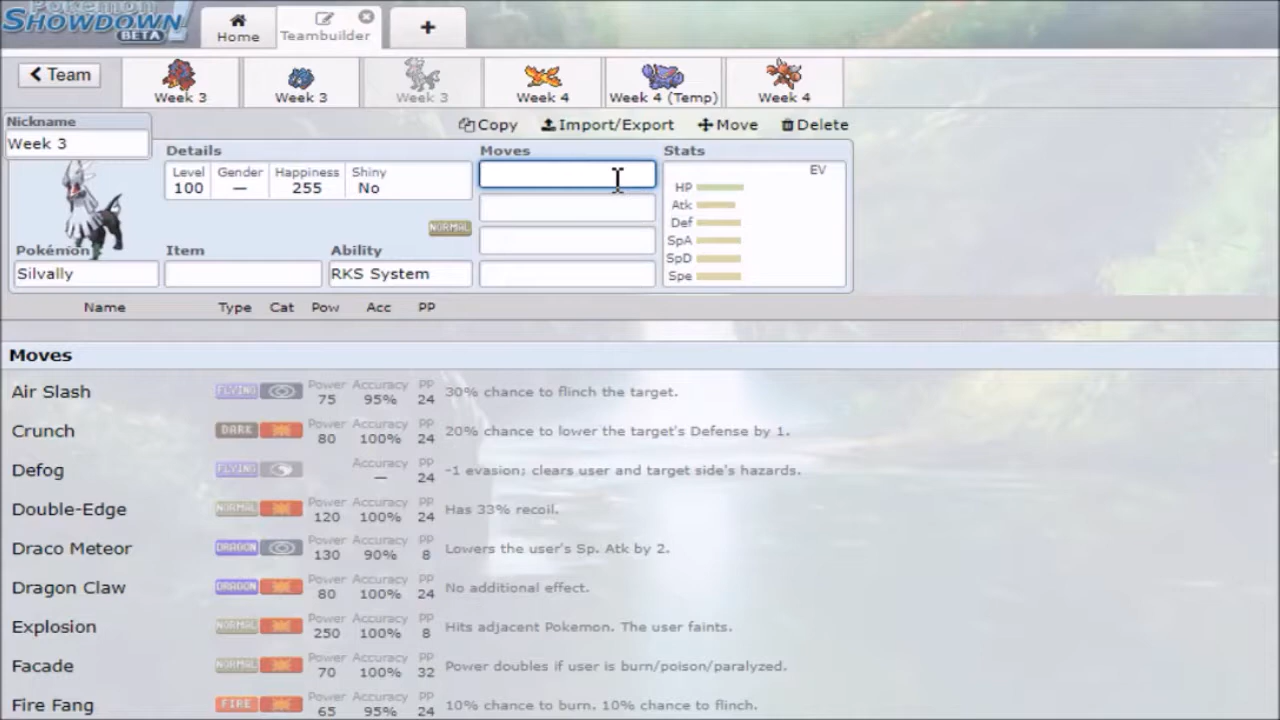 Pokémon
SHOWDOWN
BETA
Home
Teambuilder
+
Team
Week 3
Week 3
Week 3
Week 4
Week 4 (Temp)
Week 4
Nickname
Week 3
Copy Import/Export Move Delete
Details
Level Gender Happiness Shiny
100 — 255 No
NORMAL
Pokémon
Silvally
Item
Ability
RKS System
Moves
Stats
EV
HP
Atk
Def
SpA
SpD
Spe
Name Type Cat Pow Acc PP
Moves
Air Slash FLYING Power 75 Accuracy 95% PP 24 30% chance to flinch the target.
Crunch DARK Power 80 Accuracy 100% PP 24 20% chance to lower the target's Defense by 1.
Defog FLYING Accuracy — PP 24 -1 evasion; clears user and target side's hazards.
Double-Edge NORMAL Power 120 Accuracy 100% PP 24 Has 33% recoil.
Draco Meteor DRAGON Power 130 Accuracy 90% PP 8 Lowers the user's Sp. Atk by 2.
Dragon Claw DRAGON Power 80 Accuracy 100% PP 24 No additional effect.
Explosion NORMAL Power 250 Accuracy 100% PP 8 Hits adjacent Pokemon. The user faints.
Facade NORMAL Power 70 Accuracy 100% PP 32 Power doubles if user is burn/poison/paralyzed.
Fire Fang FIRE Power 65 Accuracy 95% PP 24 10% chance to burn. 10% chance to flinch.